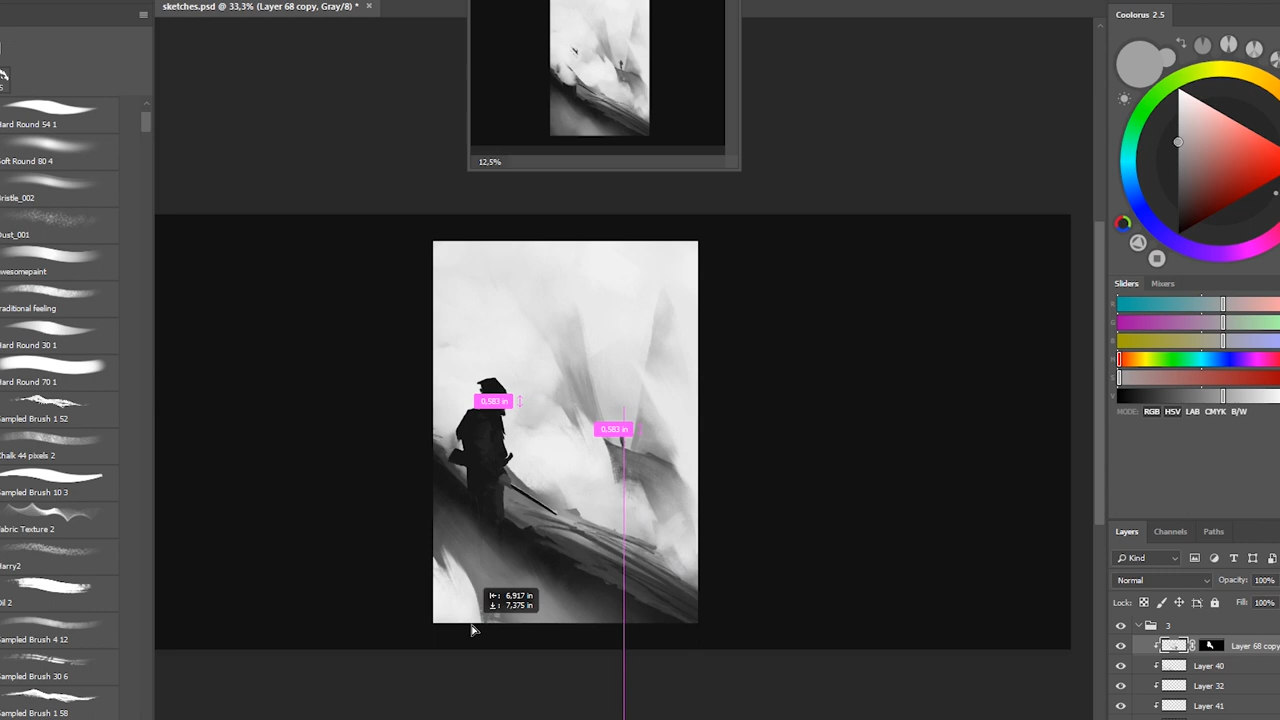 sketches.psd @ 33,3% (Layer 68 copy, Gray/8) *
Coolorus 2.5
Hard Round 54 1
Soft Round 80 4
Bristle_002
Dust_001
awesomepaint
traditional feeling
Hard Round 30 1
Hard Round 70 1
Sampled Brush 1 52
Chalk 44 pixels 2
Sampled Brush 10 3
Fabric Texture 2
Harry2
Oil 2
Sampled Brush 4 12
Sampled Brush 30 6
Sampled Brush 1 58
12,5%
0,583 in
0,583 in
6,917 in
7,375 in
Sliders
Mixers
R
G
B
H
S
V
MODE: RGB HSV LAB CMYK B/W
Layers
Channels
Paths
Kind
Normal
Opacity: 100%
Lock:
Fill: 100%
3
Layer 68 copy
Layer 40
Layer 32
Layer 41